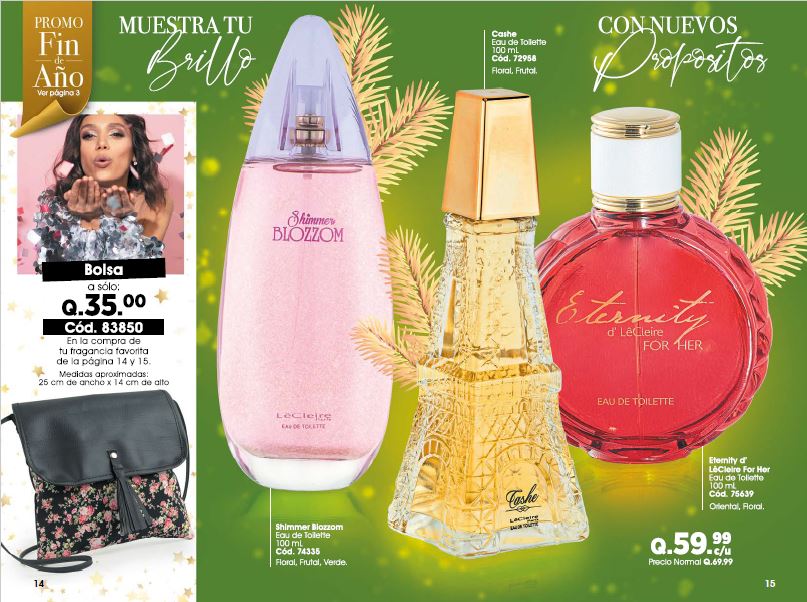 PROMO
Fin
de
Año
Ver página 3
MUESTRA TU
Brillo
Bolsa
a sólo:
Q.35.00
Cód. 83850
En la compra de
tu fragancia favorita
de la página 14 y 15.
Medidas aproximadas:
25 cm de ancho x 14 cm de alto
14
Shimmer
BLOZZOM
LèCleire
EAU DE TOILETTE
Shimmer Blozzom
Eau de Toilette
100 mL
Cód. 74335
Floral, Frutal, Verde.
Cashe
Eau de Toilette
100 mL
Cód. 72958
Floral, Frutal.
Cashe
LèCleire
CON NUEVOS
Propósitos
Eternity
d' LêCleire
FOR HER
EAU DE TOILETTE
Eternity d'
LêCleire For Her
Eau de Toilette
100 mL
Cód. 75639
Oriental, Floral.
Q.59.99
c/u
Precio Normal Q.69.99
15